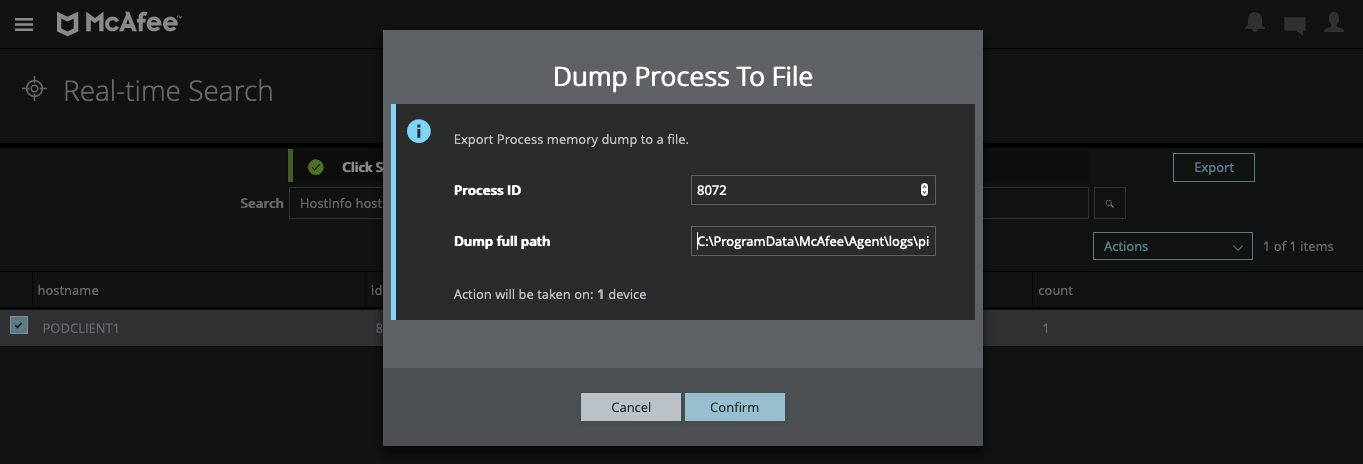 McAfee™
Real-time Search
Dump Process To File
Export Process memory dump to a file.
Process ID 8072
Dump full path C:\ProgramData\McAfee\Agent\logs\pi
Action will be taken on: 1 device
Cancel Confirm
Click S
Export
Search HostInfo host
Actions 1 of 1 items
hostname id count
PODCLIENT1 8 1